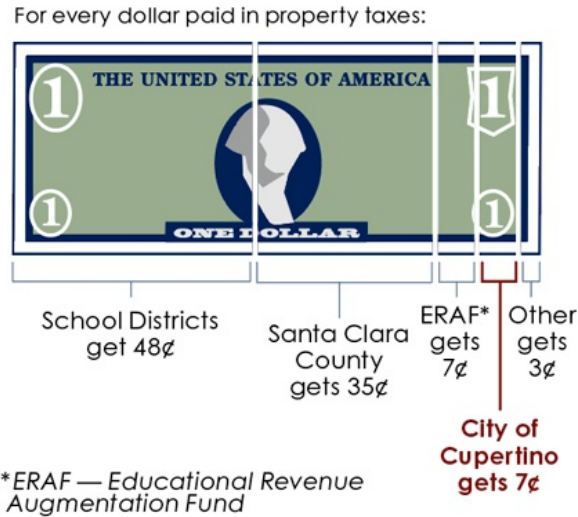 For every dollar paid in property taxes:
1 THE UNITED STATES OF AMERICA 1
1 ONE DOLLAR 1
School Districts
get 48¢
Santa Clara
County
gets 35¢
ERAF*
gets
7¢
Other
gets
3¢
City of
Cupertino
gets 7¢
*ERAF — Educational Revenue
Augmentation Fund